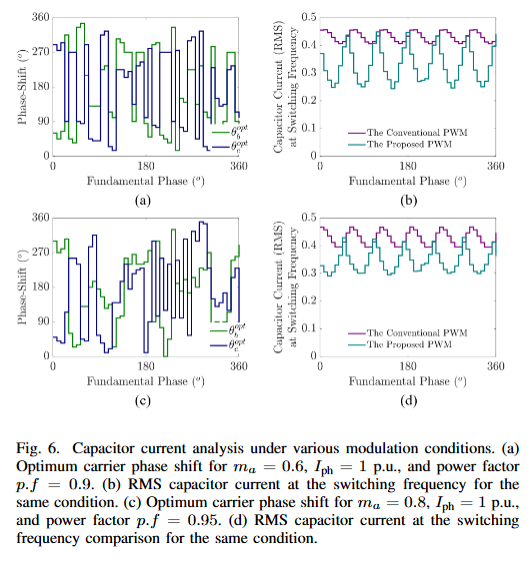 360
270
180
90
0
Phase-Shift (°)
θ_b^opt
θ_c^opt
0 180 360
Fundamental Phase (°)
(a)
0.5
0.4
0.3
0.2
0.1
0
Capacitor Current (RMS)
at Switching Frequency
The Conventional PWM
The Proposed PWM
0 180 360
Fundamental Phase (°)
(b)
360
270
180
90
0
Phase-Shift (°)
θ_b^opt
θ_c^opt
0 180 360
Fundamental Phase (°)
(c)
0.5
0.4
0.3
0.2
0.1
0
Capacitor Current (RMS)
at Switching Frequency
The Conventional PWM
The Proposed PWM
0 180 360
Fundamental Phase (°)
(d)
Fig. 6. Capacitor current analysis under various modulation conditions. (a)
Optimum carrier phase shift for m_a = 0.6, I_ph = 1 p.u., and power factor
p.f = 0.9. (b) RMS capacitor current at the switching frequency for the
same condition. (c) Optimum carrier phase shift for m_a = 0.8, I_ph = 1 p.u.,
and power factor p.f = 0.95. (d) RMS capacitor current at the switching
frequency comparison for the same condition.